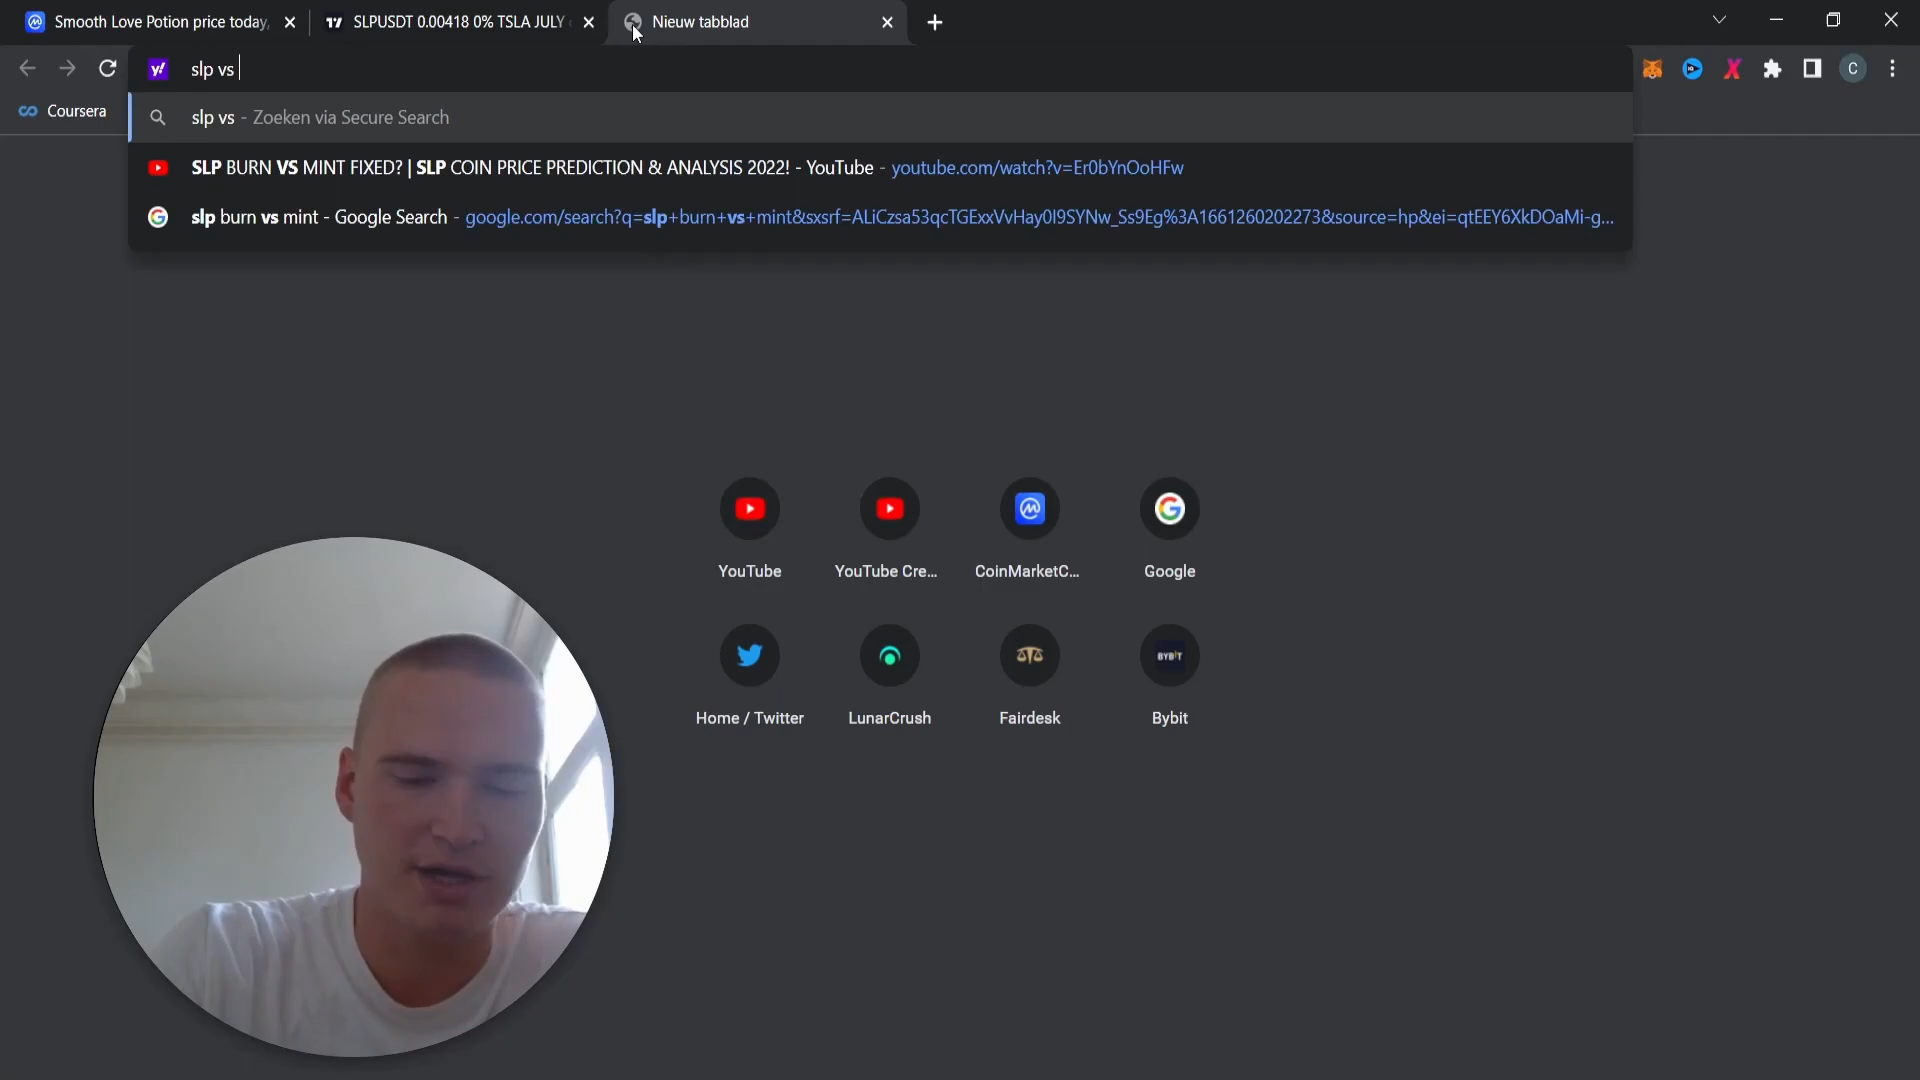 Smooth Love Potion price today,
SLPUSDT 0.00418 0% TSLA JULY
Nieuw tabblad
y!
slp vs
C
Coursera
slp vs - Zoeken via Secure Search
SLP BURN VS MINT FIXED? | SLP COIN PRICE PREDICTION & ANALYSIS 2022! - YouTube - youtube.com/watch?v=Er0bYnOoHFw
slp burn vs mint - Google Search - google.com/search?q=slp+burn+vs+mint&sxsrf=ALiCzsa53qcTGExxVvHay0I9SYNw_Ss9Eg%3A1661260202273&source=hp&ei=qtEEY6XkDOaMi-g...
YouTube
YouTube Cre...
CoinMarketC...
Google
BYBIT
Home / Twitter
LunarCrush
Fairdesk
Bybit